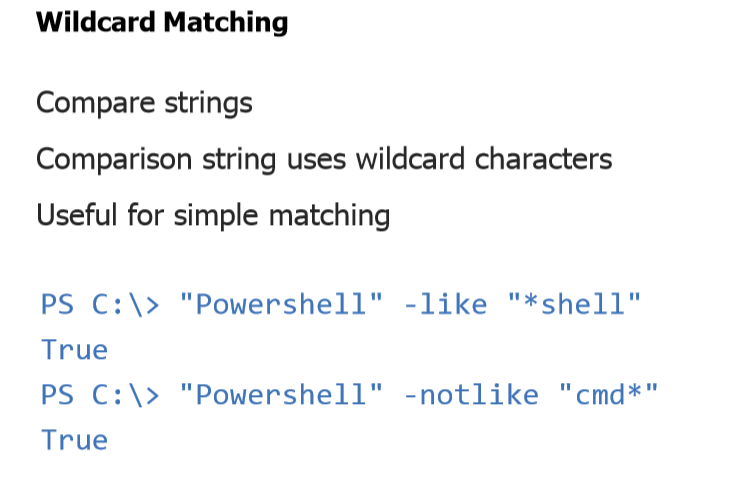 Wildcard Matching
Compare strings
Comparison string uses wildcard characters
Useful for simple matching
PS C:\> "Powershell" -like "*shell"
True
PS C:\> "Powershell" -notlike "cmd*"
True